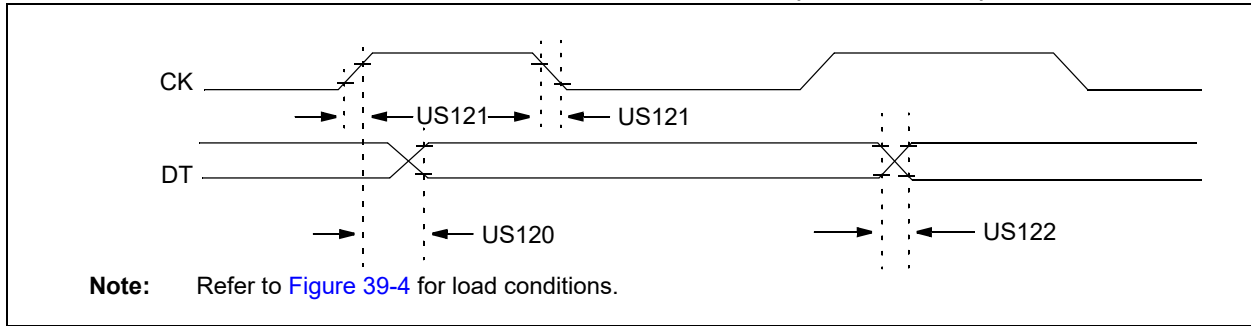 CK
US121 US121
DT
US120 US122
Note: Refer to Figure 39-4 for load conditions.